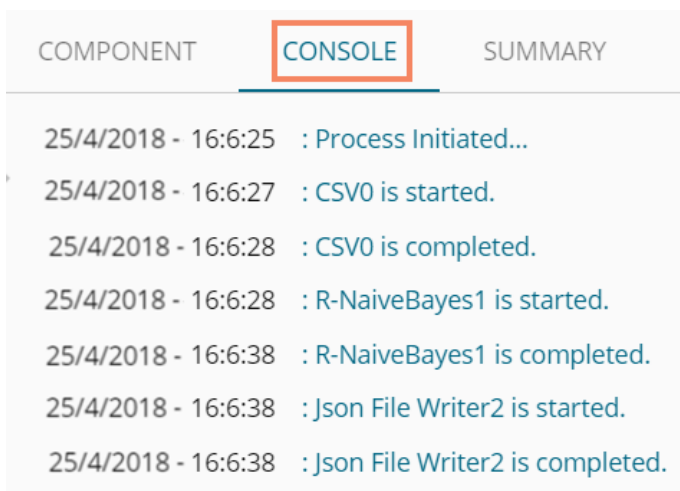 COMPONENT CONSOLE SUMMARY
25/4/2018 - 16:6:25 : Process Initiated...
25/4/2018 - 16:6:27 : CSV0 is started.
25/4/2018 - 16:6:28 : CSV0 is completed.
25/4/2018 - 16:6:28 : R-NaiveBayes1 is started.
25/4/2018 - 16:6:38 : R-NaiveBayes1 is completed.
25/4/2018 - 16:6:38 : Json File Writer2 is started.
25/4/2018 - 16:6:38 : Json File Writer2 is completed.